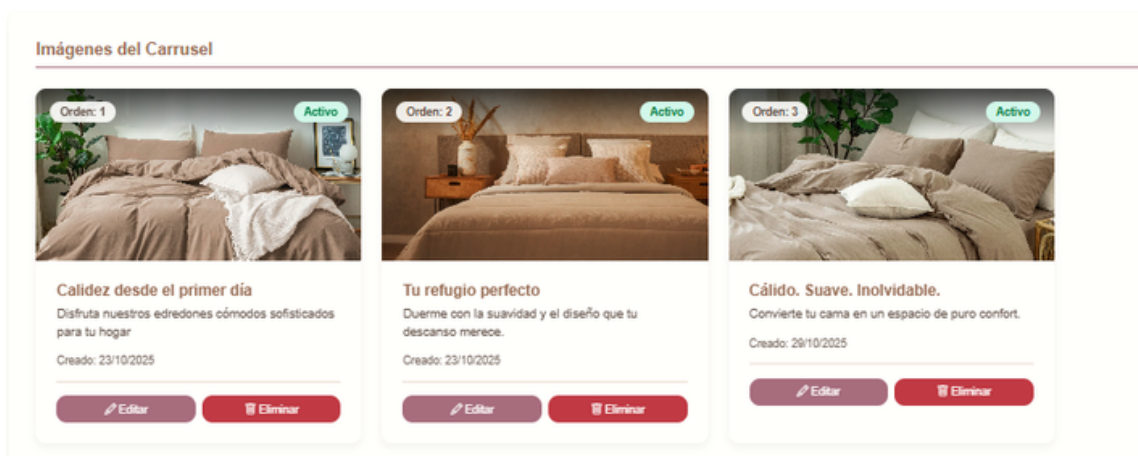 Imágenes del Carrusel
Orden: 1
Activo
Calidez desde el primer día
Disfruta nuestros edredones cómodos sofisticados
para tu hogar
Creado: 23/10/2025
Editar
Eliminar
Orden: 2
Activo
Tu refugio perfecto
Duerme con la suavidad y el diseño que tu
descanso merece.
Creado: 23/10/2025
Editar
Eliminar
Orden: 3
Activo
Cálido. Suave. Inolvidable.
Convierte tu cama en un espacio de puro confort.
Creado: 29/10/2025
Editar
Eliminar